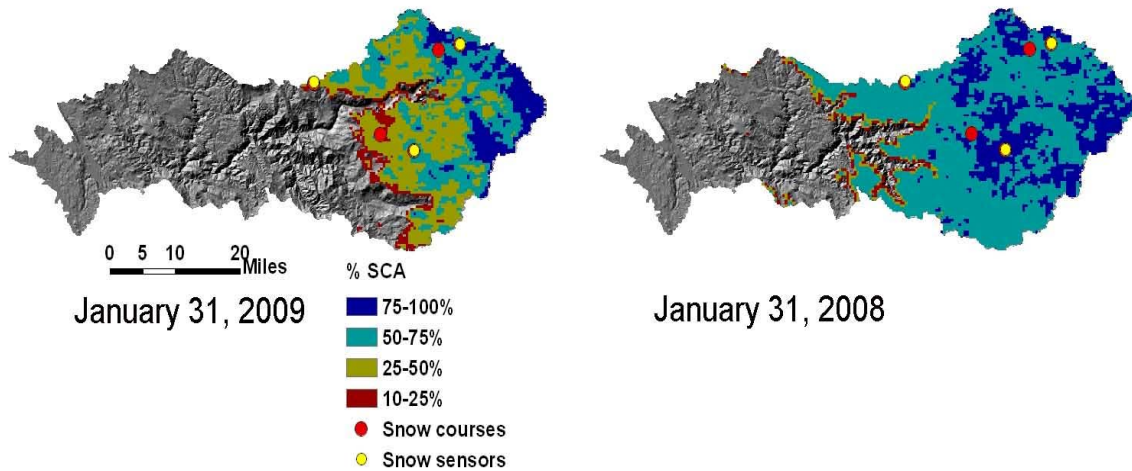 0 5 10 20
Miles
January 31, 2009
% SCA
75-100%
50-75%
25-50%
10-25%
Snow courses
Snow sensors
January 31, 2008